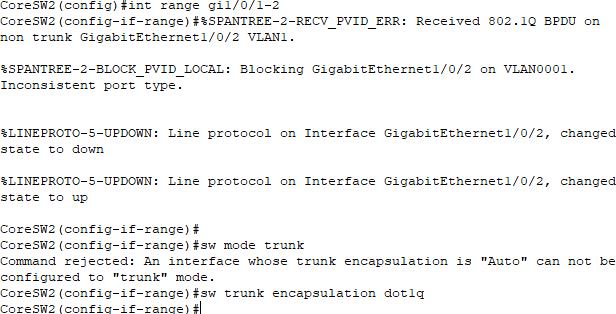 CoreSW2(config)#int range gi1/0/1-2
CoreSW2(config-if-range)#%SPANTREE-2-RECV_PVID_ERR: Received 802.1Q BPDU on
non trunk GigabitEthernet1/0/2 VLAN1.
%SPANTREE-2-BLOCK_PVID_LOCAL: Blocking GigabitEthernet1/0/2 on VLAN0001.
Inconsistent port type.
%LINEPROTO-5-UPDOWN: Line protocol on Interface GigabitEthernet1/0/2, changed
state to down
%LINEPROTO-5-UPDOWN: Line protocol on Interface GigabitEthernet1/0/2, changed
state to up
CoreSW2(config-if-range)#
CoreSW2(config-if-range)#sw mode trunk
Command rejected: An interface whose trunk encapsulation is "Auto" can not be
configured to "trunk" mode.
CoreSW2(config-if-range)#sw trunk encapsulation dot1q
CoreSW2(config-if-range)#